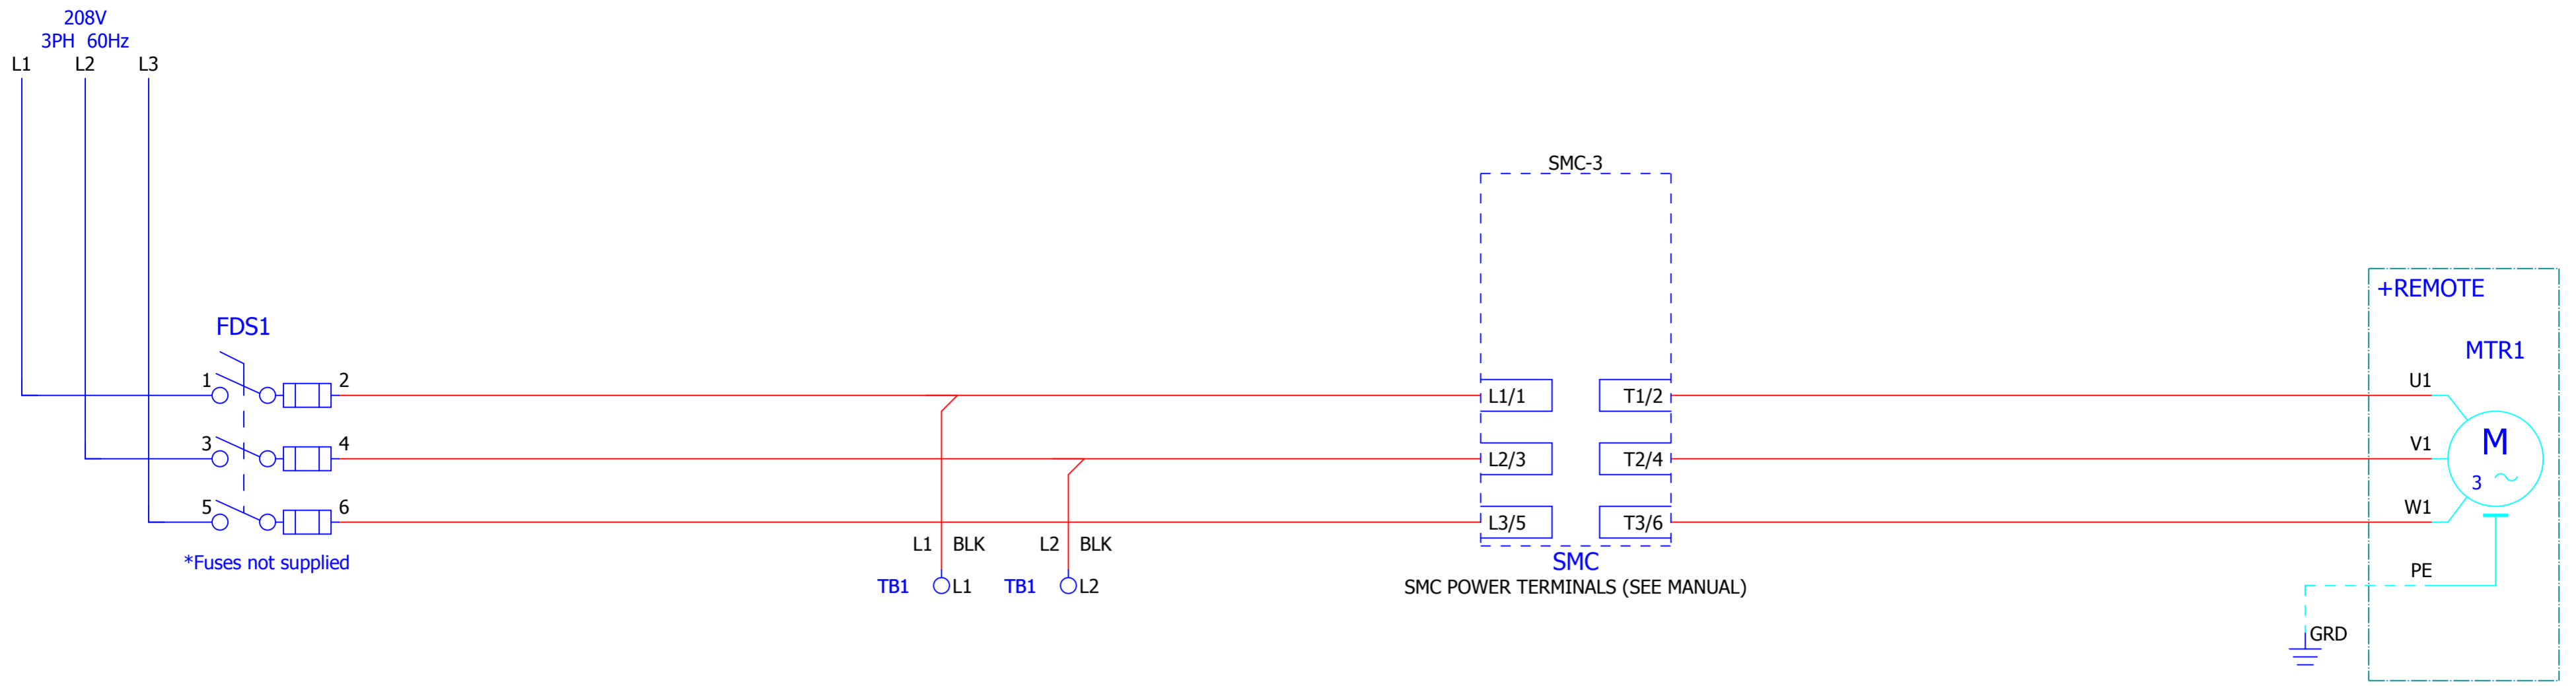 208V
3PH 60Hz
L1 L2 L3
SMC-3
+REMOTE
FDS1
MTR1
1 2
L1/1 T1/2
U1
3 4
L2/3 T2/4
V1
M
3
5 6
L3/5 T3/6
W1
L1 BLK L2 BLK
*Fuses not supplied
SMC
PE
TB1 L1 TB1 L2
SMC POWER TERMINALS (SEE MANUAL)
GRD